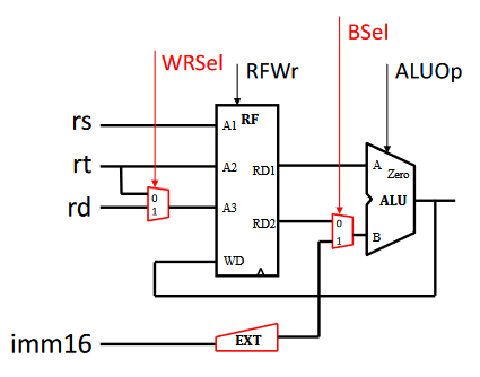 BSel
WRSel
RFWr
ALUOp
rs
A1
RF
rt
A2
RD1
A
Zero
0
rd
1
A3
ALU
RD2
0
1
B
WD
imm16
EXT